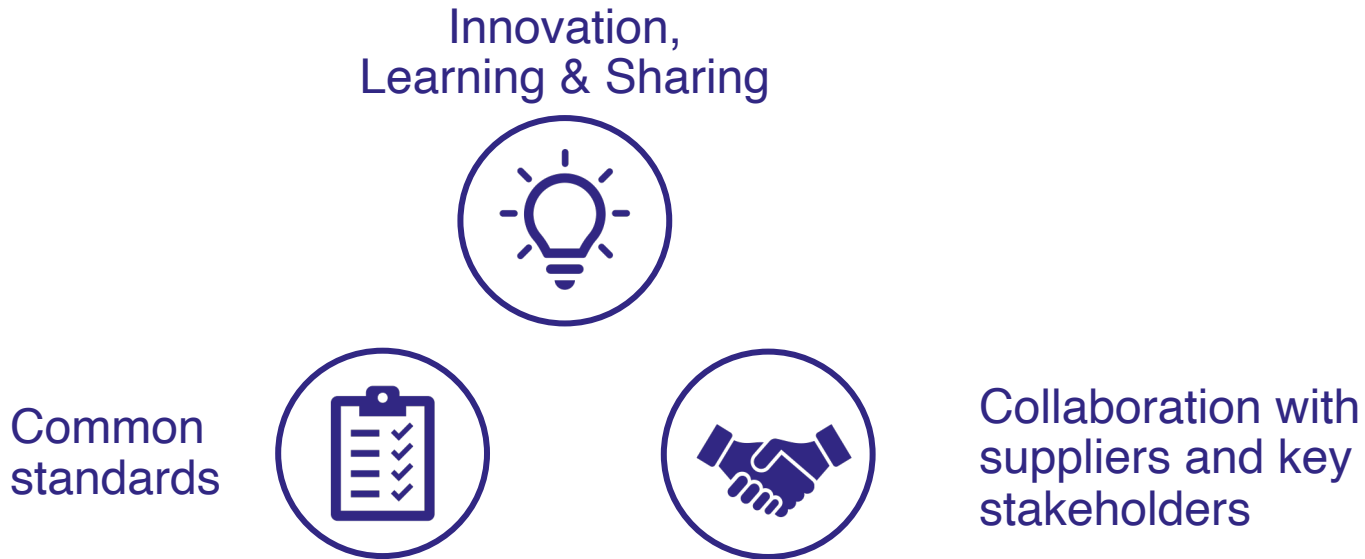 Innovation,
Learning & Sharing
Common
standards
Collaboration with
suppliers and key
stakeholders